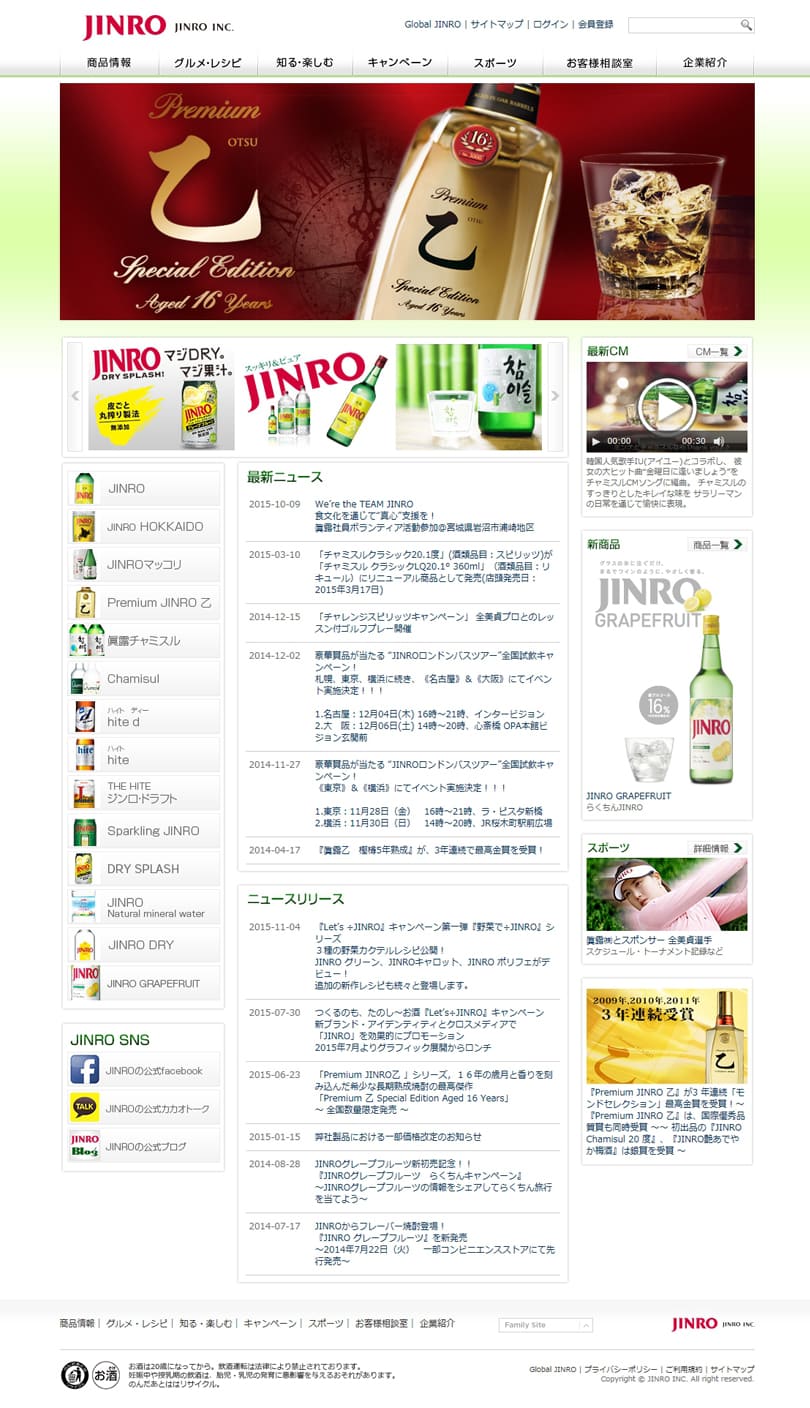 JINRO JINRO INC.
Global JINRO | サイトマップ | ログイン | 会員登録
商品情報
グルメ・レシピ
知る・楽しむ
キャンペーン
スポーツ
お客様相談室
企業紹介
Premium
乙
OTSU
Special Edition
Aged 16 Years
AGED IN OAK BARRELS
16
Premium
乙
OTSU
Special Edition
Aged 16 Years
JINRO マジDRY。
DRY SPLASH! マジ果汁。
皮ごと
丸搾り製法
無添加
スッキリ&ピュア
JINRO
참이슬
最新CM
CM一覧
00:00
00:30
韓国人気歌手IU(アイユー)とコラボし、 彼
女の大ヒット曲“金曜日に逢いましょう”を
チャミスルCMソングに編曲。 チャミスルの
すっきりとしたキレイな味を サラリーマン
の日常を通じて愉快に表現。
JINRO
JINRO HOKKAIDO
JINROマッコリ
Premium JINRO 乙
眞露チャミスル
Chamisul
ハイト ディー
hite d
ハイト
hite
THE HITE
ジンロ・ドラフト
Sparkling JINRO
DRY SPLASH
JINRO
Natural mineral water
JINRO DRY
JINRO GRAPEFRUIT
JINRO SNS
JINROの公式facebook
TALK
JINROの公式カカオトーク
JINRO
Blog
JINROの公式ブログ
最新ニュース
2015-10-09 We're the TEAM JINRO
食文化を通じて“真心”支援を！
眞露社員ボランティア活動参加@宮城県岩沼市浦崎地区
2015-03-10 「チャミスルクラシック20.1度」(酒類品目：スピリッツ)が
「チャミスル クラシックLQ20.1º 360ml」（酒類品目：リ
キュール）にリニューアル商品として発売(店頭発売日：
2015年3月17日)
2014-12-15 「チャレンジスピリッツキャンペーン」 全美貞プロとのレッ
スン付ゴルフプレー開催
2014-12-02 豪華賞品が当たる “JINROロンドンバスツアー”全国試飲キャ
ンペーン！
札幌、東京、横浜に続き、《名古屋》＆《大阪》にてイベン
ト実施決定！！！
1.名古屋：12月04日(木) 16時～21時、インタービジョン
2.大　阪：12月06日(土) 14時～20時、心斎橋 OPA本館ビ
ジョン玄関前
2014-11-27 豪華賞品が当たる “JINROロンドンバスツアー”全国試飲キャ
ンペーン！
《東京》＆《横浜》にてイベント実施決定！！！
1.東京：11月28日（金）　16時～21時、ラ・ピスタ新橋
2.横浜：11月30日（日）　14時～20時、JR桜木町駅前広場
2014-04-17 『眞露乙　樫樽5年熟成』が、3年連続で最高金賞を受賞！
ニュースリリース
2015-11-04 『Let's +JINRO』キャンペーン第一弾『野菜で+JINRO』シ
リーズ
３種の野菜カクテルレシピ公開！
JINRO グリーン、JINROキャロット、JINRO ポリフェがデ
ビュー！
追加の新作レシピも続々と登場します。
2015-07-30 つくるのも、たのし～お酒『Let's+JINRO』キャンペーン
新ブランド・アイデンティティとクロスメディアで
「JINRO」を効果的にプロモーション
2015年7月よりグラフィック展開からロンチ
2015-06-23 「Premium JINRO乙 」シリーズ，１６年の歳月と香りを刻
み込んだ希少な長期熟成焼酎の最高傑作
「Premium 乙 Special Edition Aged 16 Years」
～ 全国数量限定発売 ～
2015-01-15 弊社製品における一部価格改定のお知らせ
2014-08-28 JINROグレープフルーツ新初売記念！！
『JINROグレープフルーツ　らくちんキャンペーン』
～JINROグレープフルーツの情報をシェアしてらくちん旅行
を当てよう～
2014-07-17 JINROからフレーバー焼酎登場！
『JINRO グレープフルーツ』を新発売
～2014年7月22日（火）　一部コンビニエンスストアにて先
行発売～
新商品
商品一覧
グラスの氷に注ぐだけ。
まるでワインのように、やさしく香る。
JINRO
GRAPEFRUIT
16%
JINRO
JINRO GRAPEFRUIT
らくちんJINRO
スポーツ
詳細情報
眞露㈱とスポンサー 全美貞選手
スケジュール・トーナメント記録など
2009年,2010年,2011年
３年連続受賞
乙
『Premium JINRO 乙』が3 年連続「モ
ンドセレクション」最高金賞を受賞！～
『Premium JINRO 乙』は、国際優秀品
質賞も同時受賞 ～～ 初出品の『JINRO
Chamisul 20 度』、『JINRO艶あでや
か梅酒』は銀賞を受賞 ～
商品情報 | グルメ・レシピ | 知る・楽しむ | キャンペーン | スポーツ | お客様相談室 | 企業紹介
Family Site
JINRO JINRO INC.
お酒
お酒は20歳になってから。飲酒運転は法律により禁止されております。
妊娠中や授乳期の飲酒は、胎児・乳児の発育に悪影響を与えるおそれがあります。
のんだあとははリサイクル。
Global JINRO | プライバシーポリシー | ご利用規約 | サイトマップ
Copyright © JINRO INC. All right reserved.